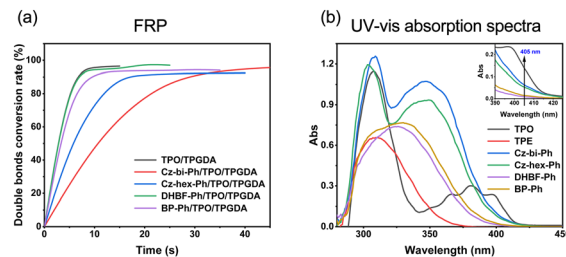 (a)
FRP
Double bonds conversion rate (%)
100
80
60
40
20
0
TPO/TPGDA
Cz-bi-Ph/TPO/TPGDA
Cz-hex-Ph/TPO/TPGDA
DHBF-Ph/TPO/TPGDA
BP-Ph/TPO/TPGDA
0 10 20 30 40
Time (s)
(b)
UV-vis absorption spectra
Abs
1.2
0.9
0.6
0.3
0.0
TPO
TPE
Cz-bi-Ph
Cz-hex-Ph
DHBF-Ph
BP-Ph
300 350 400 450
Wavelength (nm)
405 nm
Abs
0.2
0.1
0.0
390 400 410 420
Wavelength (nm)